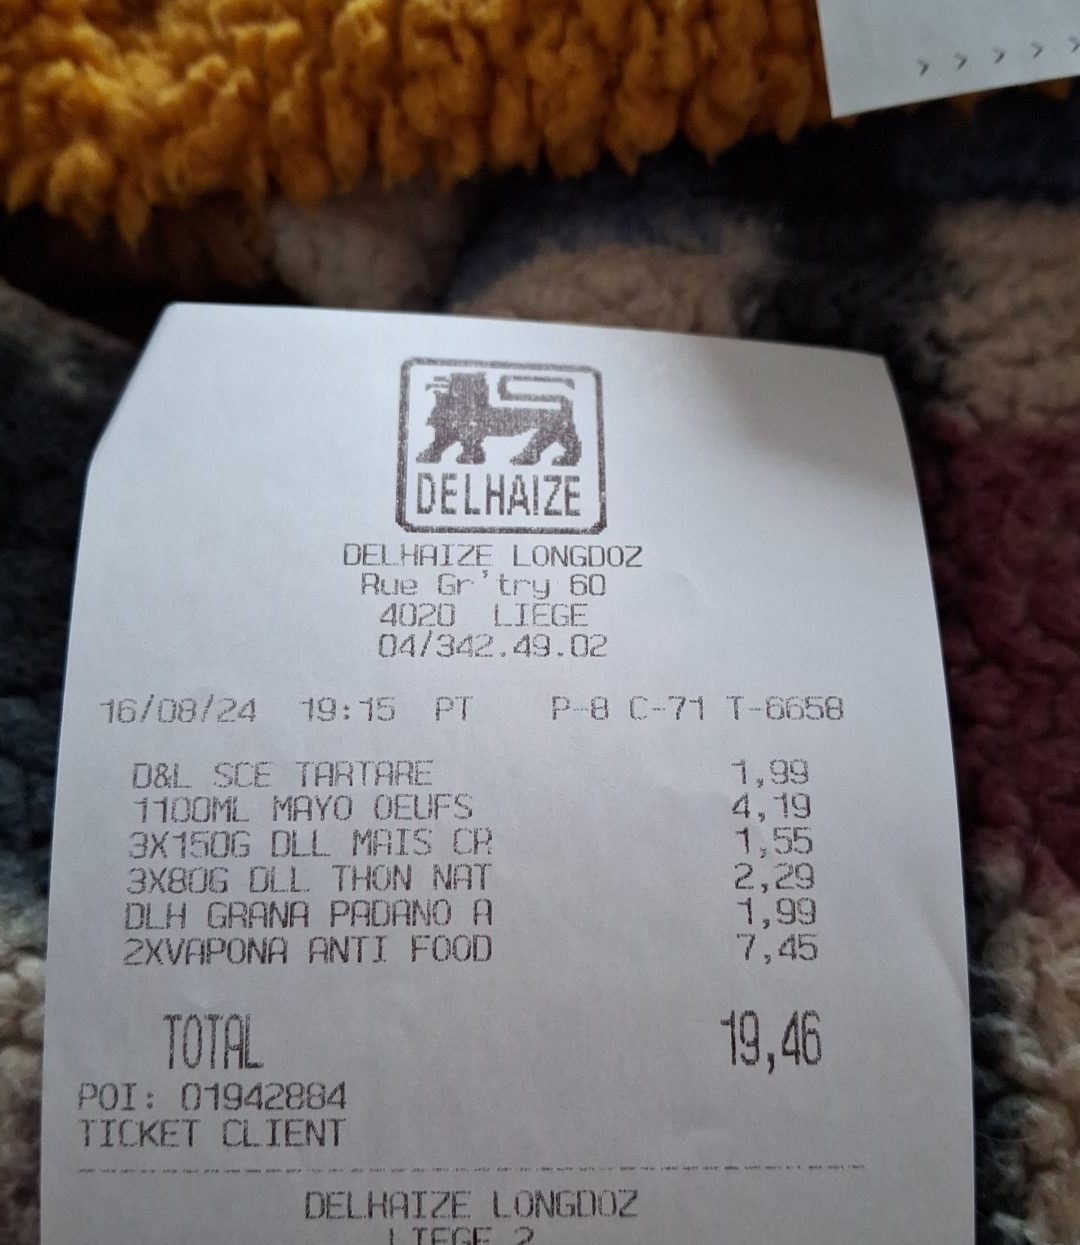 > > > > >
DELHAIZE
DELHAIZE LONGDOZ
Rue Gr'try 60
4020 LIEGE
04/342.49.02
16/08/24 19:15 PT P-8 C-71 T-6658
D&L SCE TARTARE 1,99
1100ML MAYO OEUFS 4,19
3X150G DLL MAIS CR 1,55
3X80G DLL THON NAT 2,29
DLH GRANA PADANO A 1,99
2XVAPONA ANTI FOOD 7,45
TOTAL 19,46
POI: 01942884
TICKET CLIENT
DELHAIZE LONGDOZ
LIEGE 2